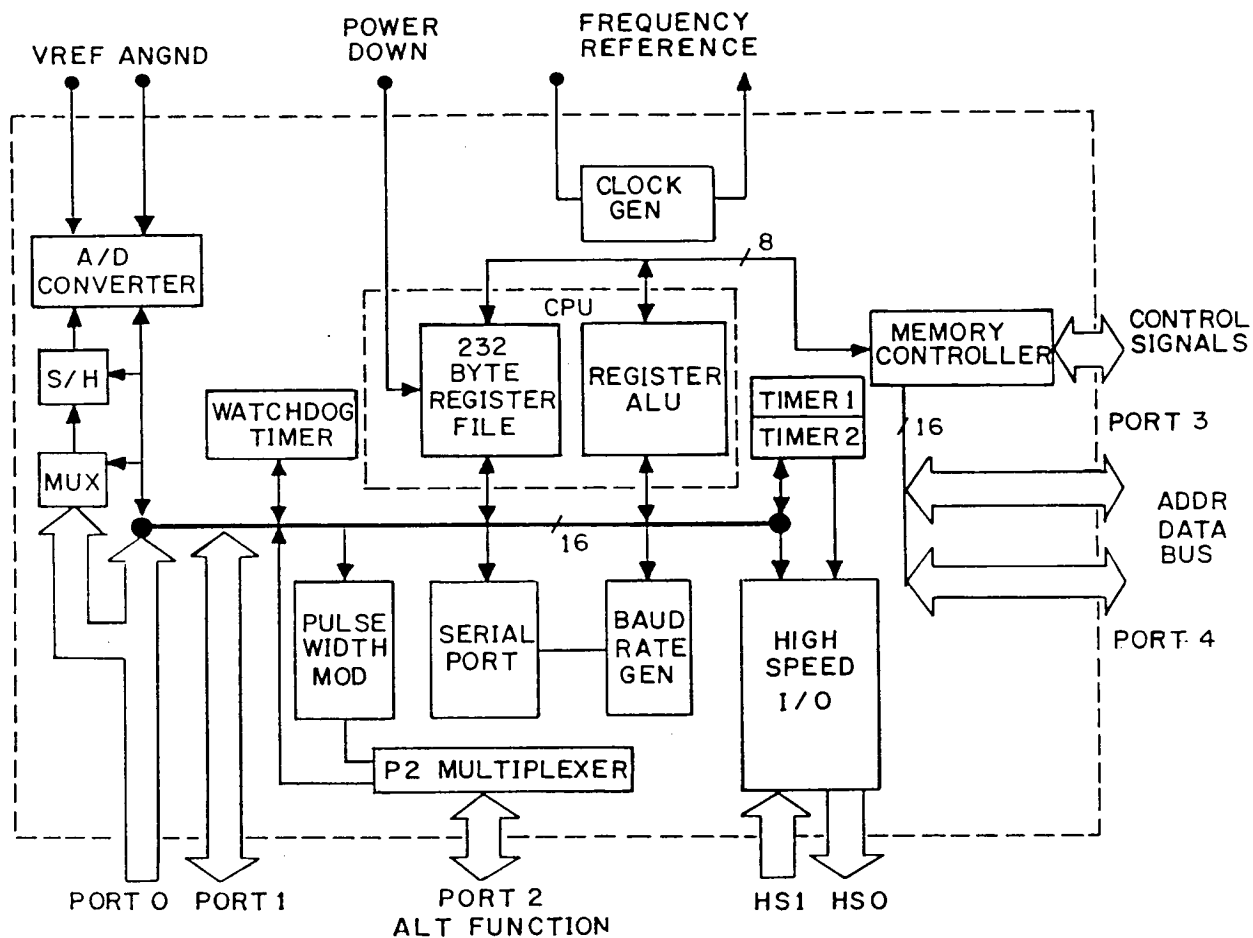 VREF ANGND
POWER
DOWN
FREQUENCY
REFERENCE
CLOCK
GEN
A/D
CONVERTER
8
CPU
S/H
232
BYTE
REGISTER
FILE
REGISTER
ALU
MEMORY
CONTROLLER
CONTROL
SIGNALS
WATCHDOG
TIMER
TIMER 1
TIMER 2
16
PORT 3
MUX
16
ADDR
DATA
BUS
PULSE
WIDTH
MOD
SERIAL
PORT
BAUD
RATE
GEN
HIGH
SPEED
I/O
PORT 4
P2 MULTIPLEXER
PORT 0
PORT 1
PORT 2
ALT FUNCTION
HS1
HSO